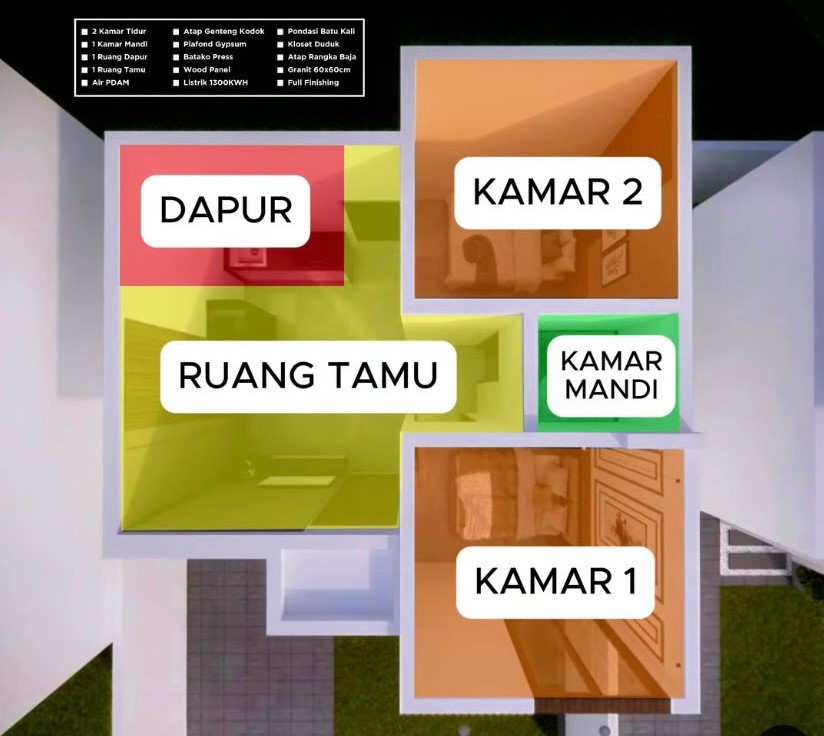 2 Kamar Tidur
1 Kamar Mandi
1 Ruang Dapur
1 Ruang Tamu
Air PDAM
Atap Genteng Kodok
Plafond Gypsum
Batako Press
Wood Panel
Listrik 1300KWH
Pondasi Batu Kali
Kloset Duduk
Atap Rangka Baja
Granit 60x60cm
Full Finishing
DAPUR
KAMAR 2
RUANG TAMU
KAMAR
MANDI
KAMAR 1